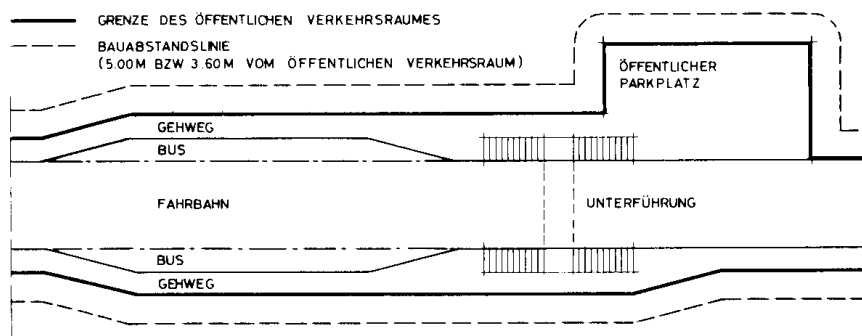 GRENZE DES ÖFFENTLICHEN VERKEHRSRAUMES
BAUABSTANDSLINIE
(5.00M BZW 3.60M VOM ÖFFENTLICHEN VERKEHRSRAUM)
ÖFFENTLICHER
PARKPLATZ
GEHWEG
BUS
FAHRBAHN
UNTERFÜHRUNG
BUS
GEHWEG